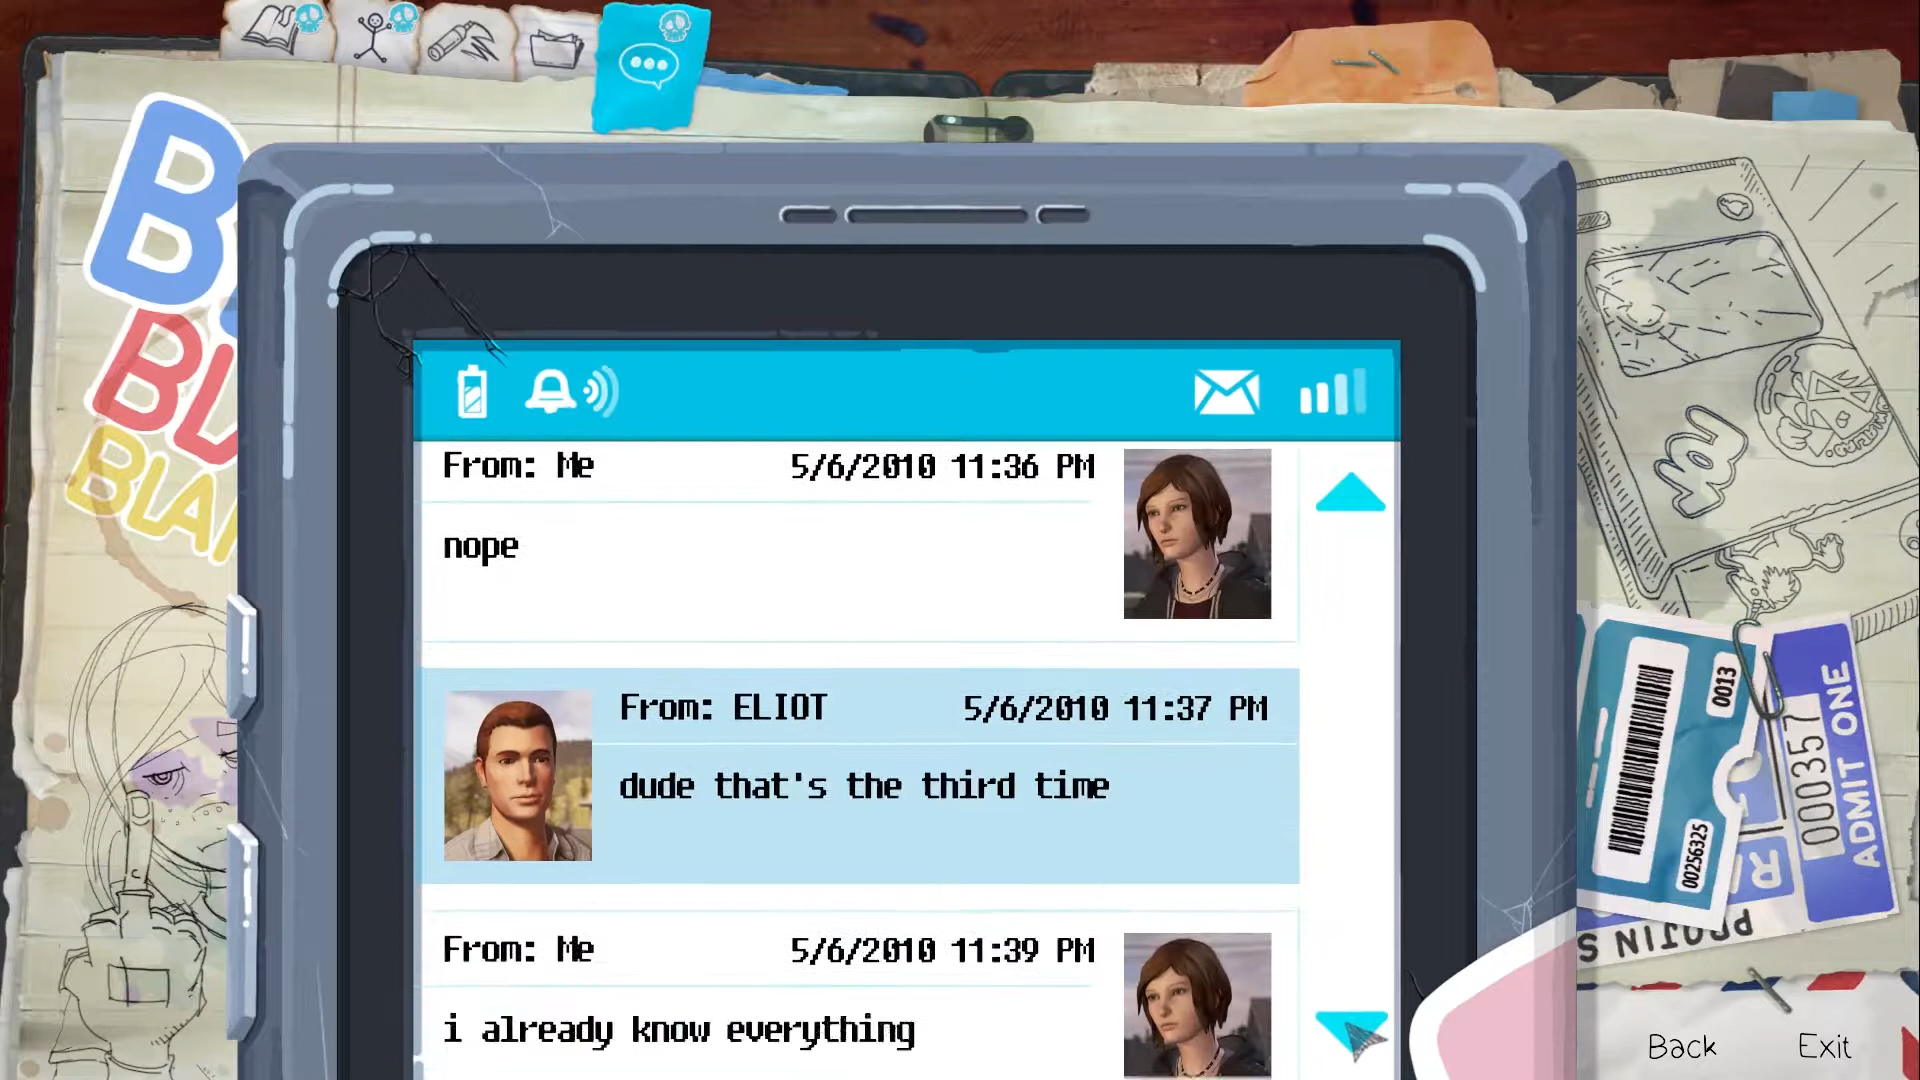 From: Me 5/6/2010 11:36 PM
nope
From: ELIOT 5/6/2010 11:37 PM
dude that's the third time
From: Me 5/6/2010 11:39 PM
i already know everything
0013
00256325
000357
ADMIT ONE
Back Exit